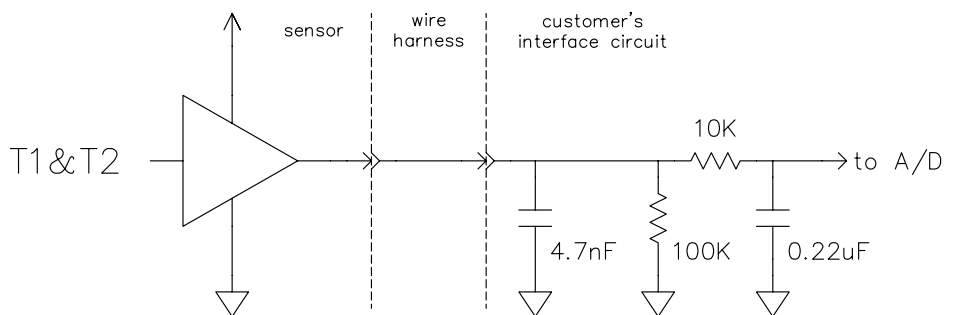 sensor
wire
harness
customer's
interface circuit
10K
T1&T2
to A/D
4.7nF
100K
0.22uF